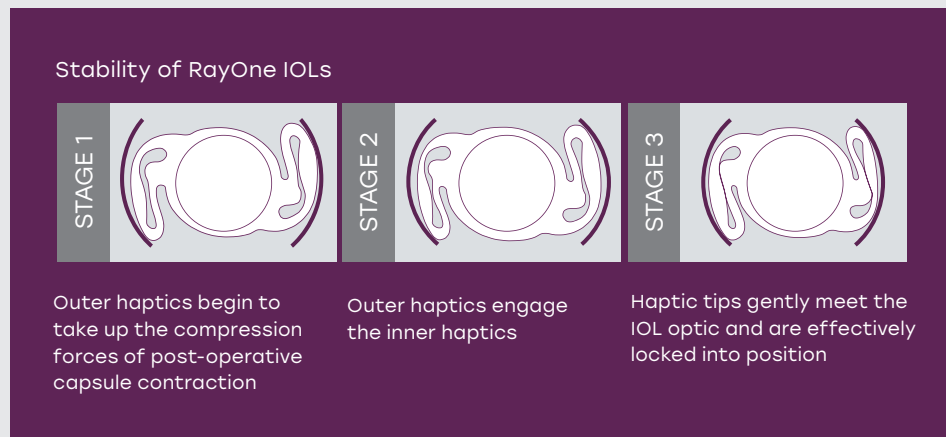 Stability of RayOne IOLs
STAGE 1
STAGE 2
STAGE 3
Outer haptics begin to
take up the compression
forces of post-operative
capsule contraction
Outer haptics engage
the inner haptics
Haptic tips gently meet the
IOL optic and are effectively
locked into position